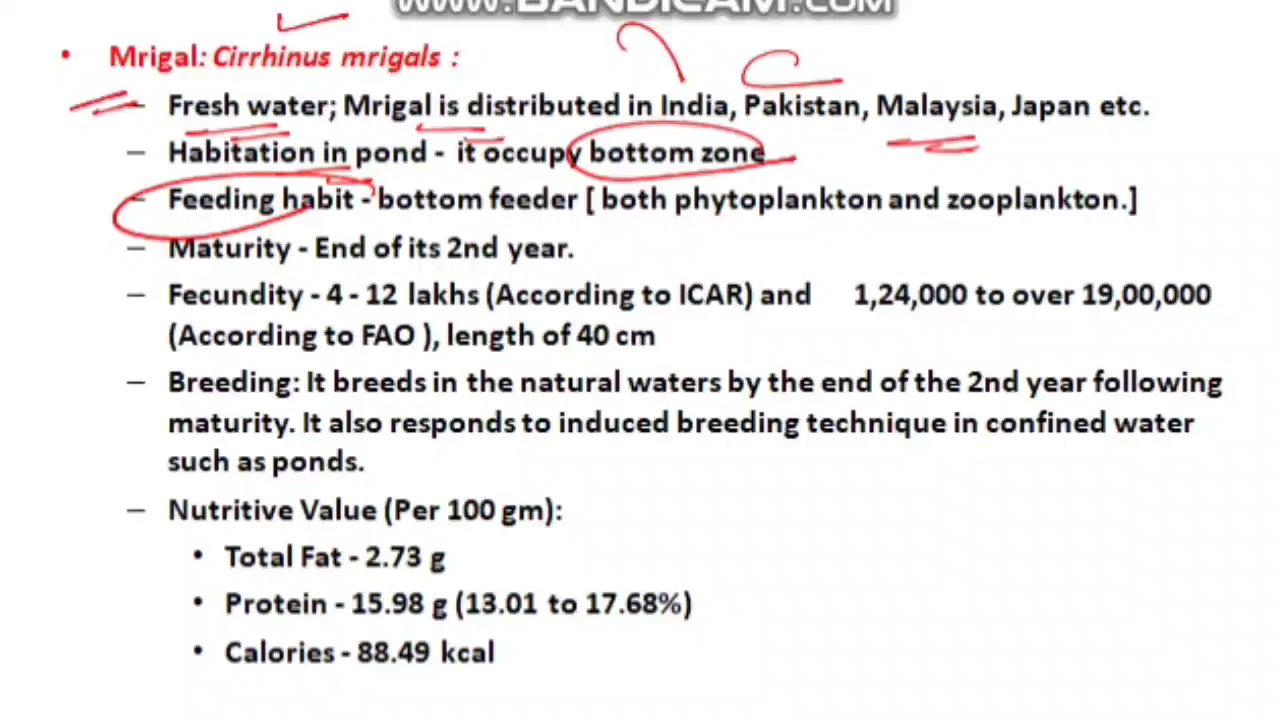 www.BANDICAM.com
• Mrigal: Cirrhinus mrigals :
– Fresh water; Mrigal is distributed in India, Pakistan, Malaysia, Japan etc.
– Habitation in pond - it occupy bottom zone
– Feeding habit - bottom feeder [ both phytoplankton and zooplankton.]
– Maturity - End of its 2nd year.
– Fecundity - 4 - 12 lakhs (According to ICAR) and 1,24,000 to over 19,00,000
(According to FAO ), length of 40 cm
– Breeding: It breeds in the natural waters by the end of the 2nd year following
maturity. It also responds to induced breeding technique in confined water
such as ponds.
– Nutritive Value (Per 100 gm):
• Total Fat - 2.73 g
• Protein - 15.98 g (13.01 to 17.68%)
• Calories - 88.49 kcal